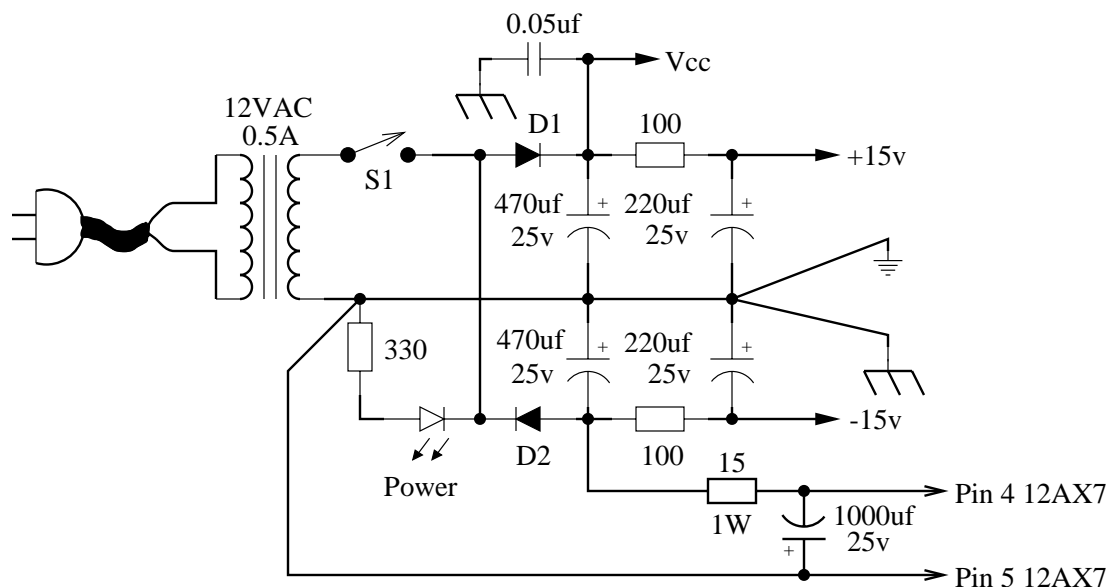 0.05uf
Vcc
12VAC
0.5A
S1
D1
100
+15v
470uf
25v
+
220uf
25v
+
330
470uf
25v
+
220uf
25v
+
Power
D2
100
-15v
15
1W
Pin 4 12AX7
1000uf
25v
+
Pin 5 12AX7